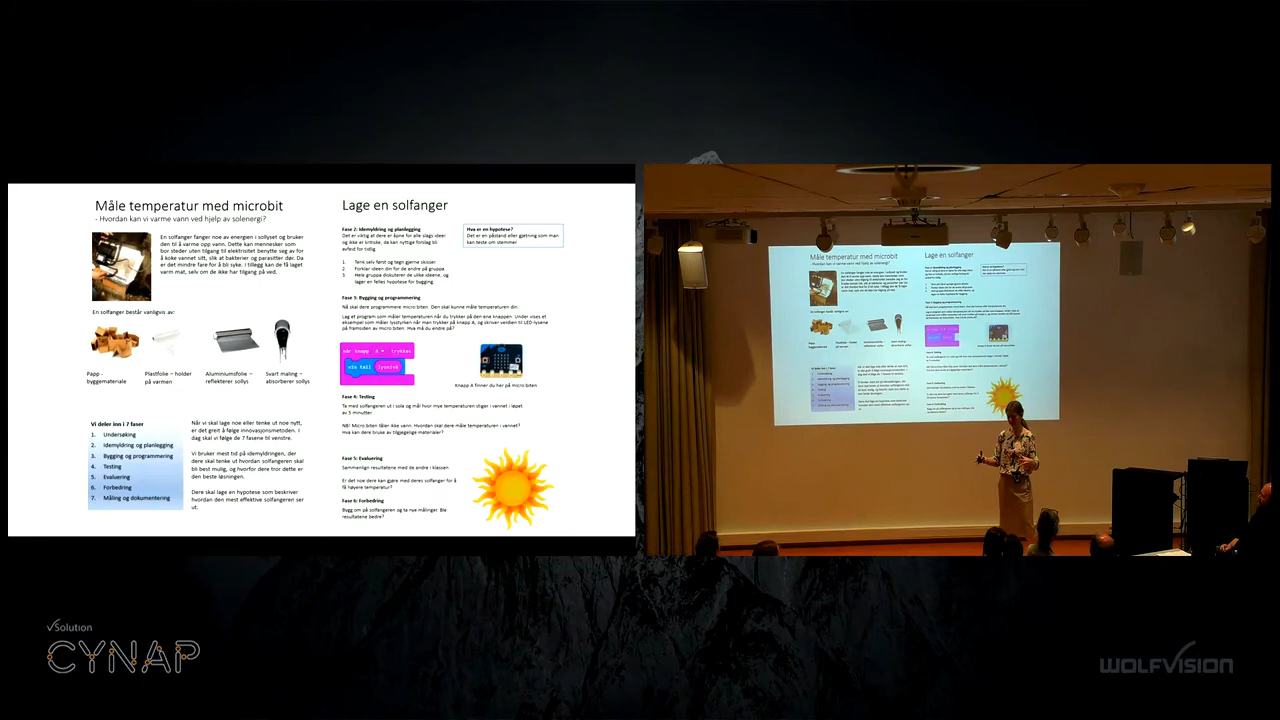 Måle temperatur med microbit
- Hvordan kan vi varme vann ved hjelp av solenergi?
En solfanger fanger noe av energien i sollyset og bruker
den til å varme opp vann. Dette kan mennesker som
bor steder uten tilgang til elektrisitet benytte seg av for
å koke vannet sitt, slik at bakterier og parasitter dør. Da
er det mindre fare for å bli syke. I tillegg kan de få laget
varm mat, selv om de ikke har tilgang på ved.
En solfanger består vanligvis av:
Papp -
byggemateriale
Plastfolie – holder
på varmen
Aluminiumsfolie –
reflekterer sollys
Svart maling –
absorberer sollys
Vi deler inn i 7 faser
1. Undersøking
2. Idemyldring og planlegging
3. Bygging og programmering
4. Testing
5. Evaluering
6. Forbedring
7. Måling og dokumentering
Når vi skal lage noe eller tenke ut noe nytt,
er det greit å følge innovasjonsmetoden. I
dag skal vi følge de 7 fasene til venstre.
Vi bruker mest tid på idemyldringen, der
dere skal tenke ut hvordan solfangeren skal
bli best mulig, og hvorfor dere tror dette er
den beste løsningen.
Dere skal lage en hypotese som beskriver
hvordan den mest effektive solfangeren ser
ut.
Lage en solfanger
Fase 2: Idemyldring og planlegging
Det er viktig at dere er åpne for alle slags ideer
og ikke er kritiske, da kan nyttige forslag bli
avfeid for tidlig.
1 Tenk selv først og tegn gjerne skisser
2 Forklar ideen din for de andre på gruppa
3 Hele gruppa diskuterer de ulike ideene, og
lager en felles hypotese for bygging
Hva er en hypotese?
Det er en påstand eller gjetning som man
kan teste om stemmer
Fase 3: Bygging og programmering
Nå skal dere programmere micro:biten. Den skal kunne måle temperaturen din.
Lag et program som måler temperaturen når du trykker på den ene knappen. Under vises et
eksempel som måler lysstyrken når man trykker på knapp A, og skriver verdien til LED-lysene
på framsiden av micro:biten. Hva må du endre på?
når knapp A trykkes
vis tall lysnivå
Knapp A finner du her på micro:biten
Fase 4: Testing
Ta med solfangeren ut i sola og mål hvor mye temperaturen stiger i vannet i løpet
av 5 minutter
NB! Micro:biten tåler ikke vann. Hvordan skal dere måle temperaturen i vannet?
Hva kan dere bruke av tilgjengelige materialer?
Fase 5: Evaluering
Sammenlign resultatene med de andre i klassen
Er det noe dere kan gjøre med deres solfanger for å
få høyere temperatur?
Fase 6: Forbedring
Bygg om på solfangeren og ta nye målinger. Ble
resultatene bedre?
Måle temperatur med microbit
Lage en solfanger
vSolution
CYNAP
WOLFVISION